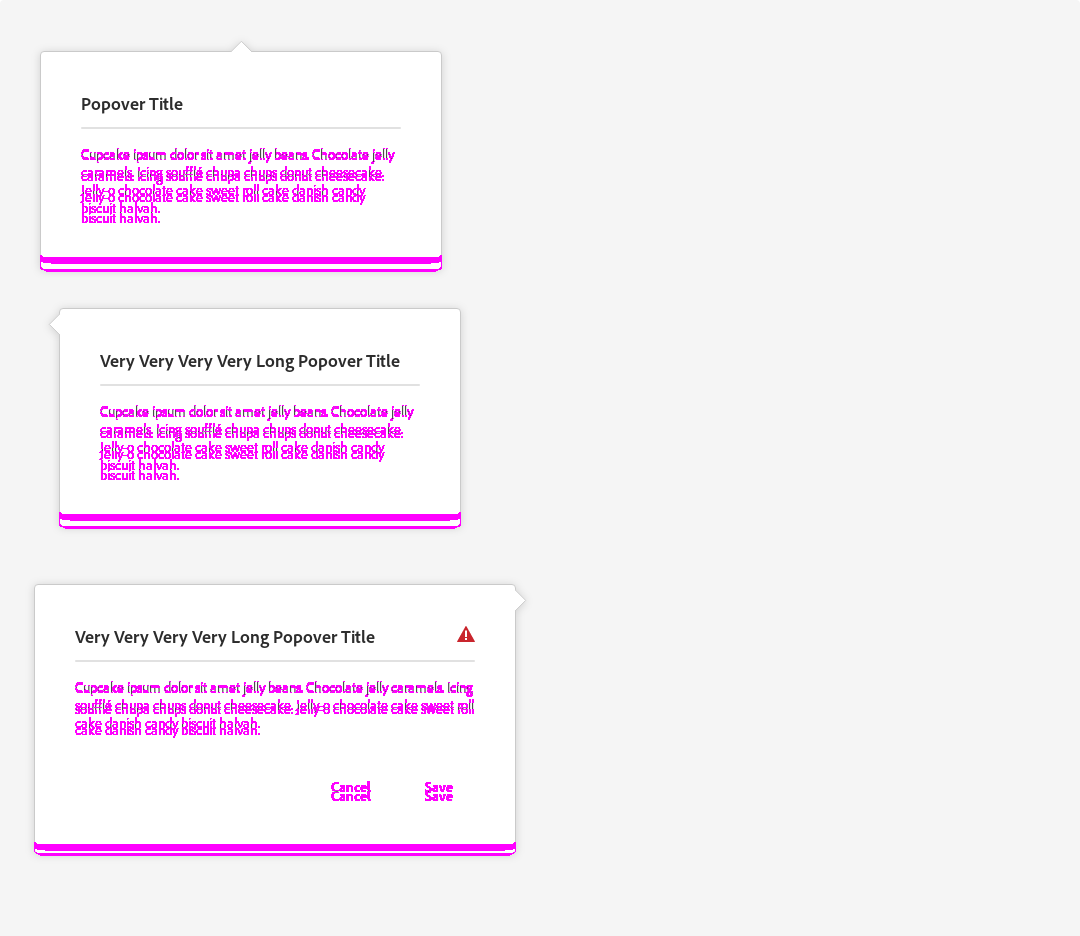 Popover Title
Cupcake ipsum dolor sit amet jelly beans. Chocolate jelly
caramels. Icing soufflé chupa chups donut cheesecake.
Jelly-o chocolate cake sweet roll cake danish candy
biscuit halvah.
Very Very Very Very Long Popover Title
Cupcake ipsum dolor sit amet jelly beans. Chocolate jelly
caramels. Icing soufflé chupa chups donut cheesecake.
Jelly-o chocolate cake sweet roll cake danish candy
biscuit halvah.
Very Very Very Very Long Popover Title
Cupcake ipsum dolor sit amet jelly beans. Chocolate jelly caramels. Icing
soufflé chupa chups donut cheesecake. Jelly-o chocolate cake sweet roll
cake danish candy biscuit halvah.
Cancel Save